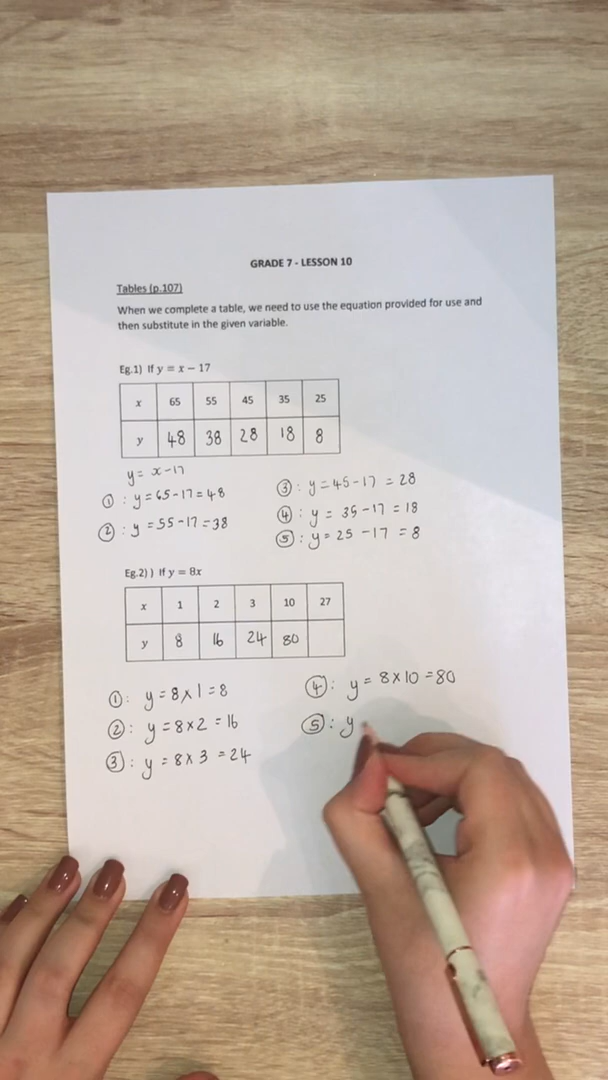 GRADE 7 - LESSON 10
Tables (p.107)
When we complete a table, we need to use the equation provided for use and
then substitute in the given variable.
Eg.1) If y = x − 17
x 65 55 45 35 25
y 48 38 28 18 8
y = x-17
① : y = 65-17 = 48
② : y = 55-17 = 38
③ : y = 45-17 = 28
④ : y = 35-17 = 18
⑤ : y = 25 -17 = 8
Eg.2) ) If y = 8x
x 1 2 3 10 27
y 8 16 24 80
① : y = 8×1 = 8
② : y = 8×2 = 16
③ : y = 8×3 = 24
④ : y = 8×10 = 80
⑤ : y